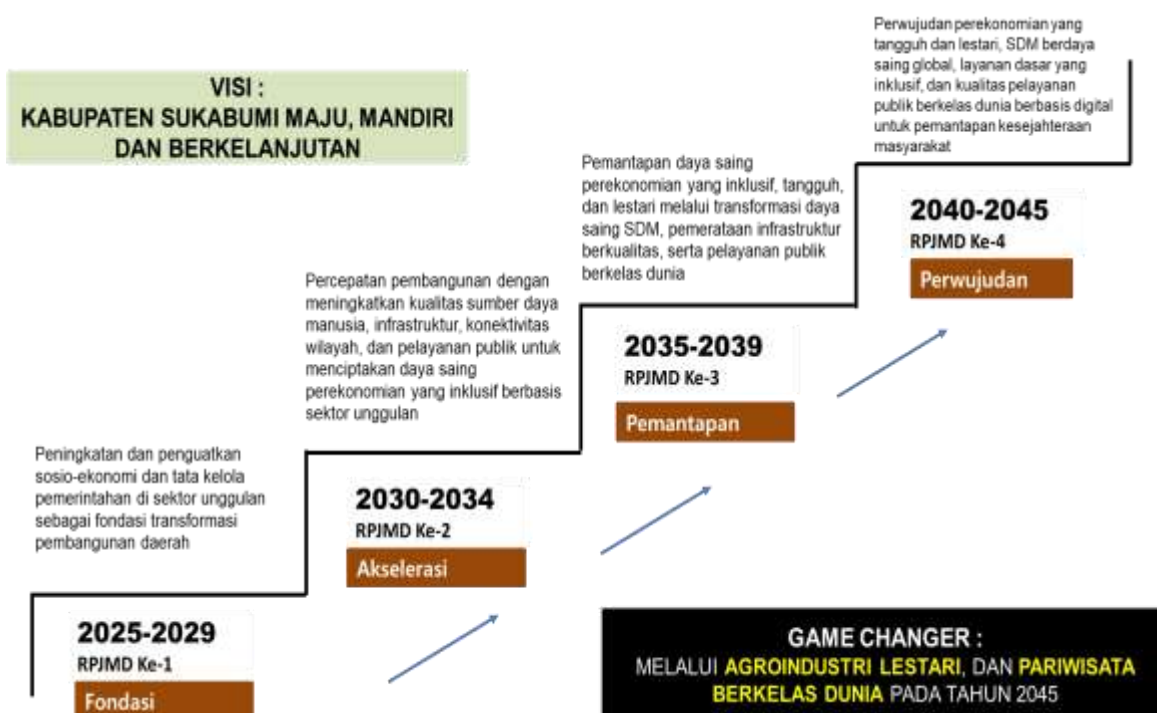 VISI :
KABUPATEN SUKABUMI MAJU, MANDIRI
DAN BERKELANJUTAN
Perwujudan perekonomian yang
tangguh dan lestari, SDM berdaya
saing global, layanan dasar yang
inklusif, dan kualitas pelayanan
publik berkelas dunia berbasis digital
untuk pemantapan kesejahteraan
masyarakat
2040-2045
RPJMD Ke-4
Perwujudan
Pemantapan daya saing
perekonomian yang inklusif, tangguh,
dan lestari melalui transformasi daya
saing SDM, pemerataan infrastruktur
berkualitas, serta pelayanan publik
berkelas dunia
2035-2039
RPJMD Ke-3
Pemantapan
Percepatan pembangunan dengan
meningkatkan kualitas sumber daya
manusia, infrastruktur, konektivitas
wilayah, dan pelayanan publik untuk
menciptakan daya saing
perekonomian yang inklusif berbasis
sektor unggulan
2030-2034
RPJMD Ke-2
Akselerasi
Peningkatan dan penguatkan
sosio-ekonomi dan tata kelola
pemerintahan di sektor unggulan
sebagai fondasi transformasi
pembangunan daerah
2025-2029
RPJMD Ke-1
Fondasi
GAME CHANGER :
MELALUI AGROINDUSTRI LESTARI, DAN PARIWISATA
BERKELAS DUNIA PADA TAHUN 2045